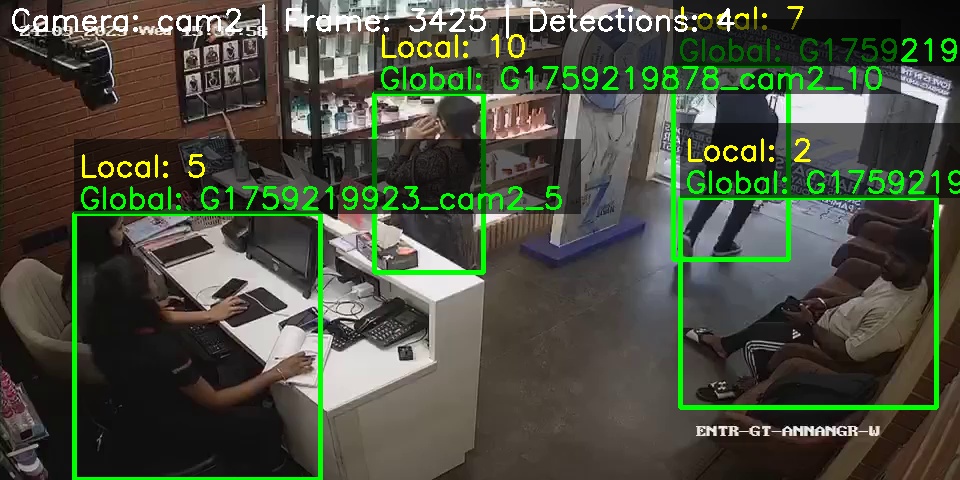 Camera: cam2 | Frame: 3425 | Detections: 4
Local: 7
Global: G1759219
Local: 10
Global: G1759219878_cam2_10
Local: 2
Global: G1759219
Local: 5
Global: G1759219923_cam2_5
ENTR-GT-ANNANGR-W